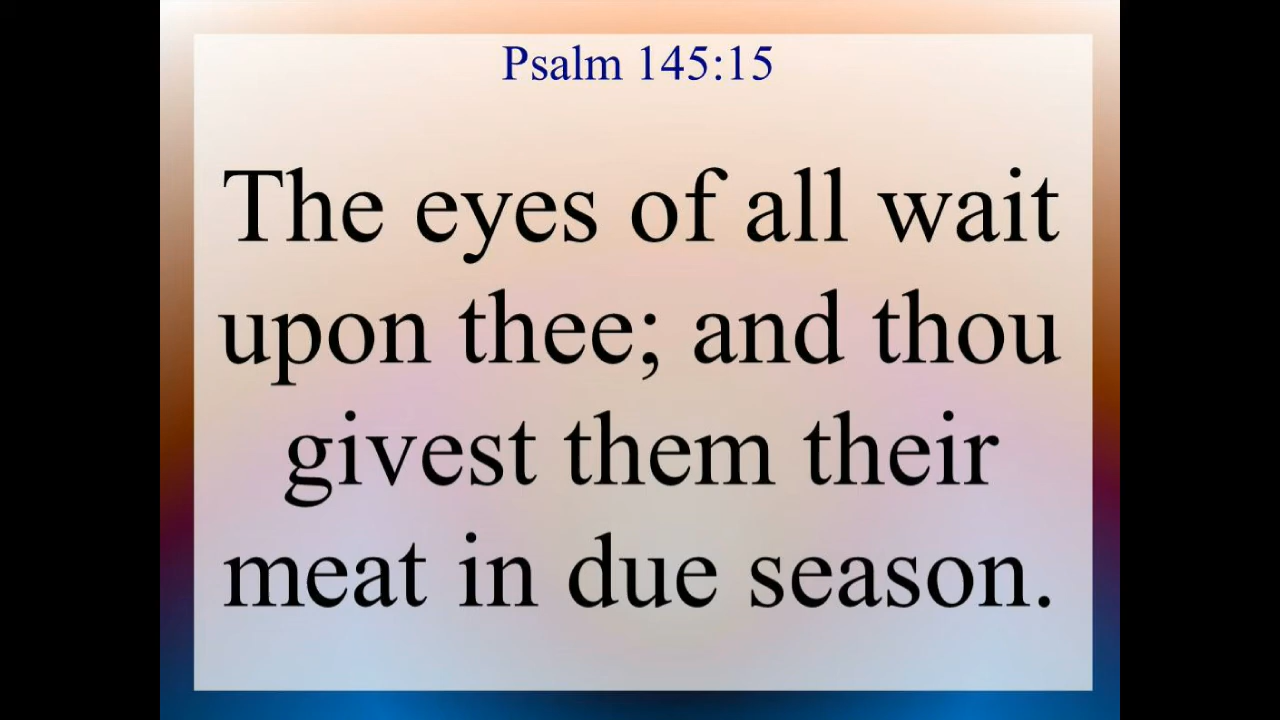 Psalm 145:15
The eyes of all wait
upon thee; and thou
givest them their
meat in due season.